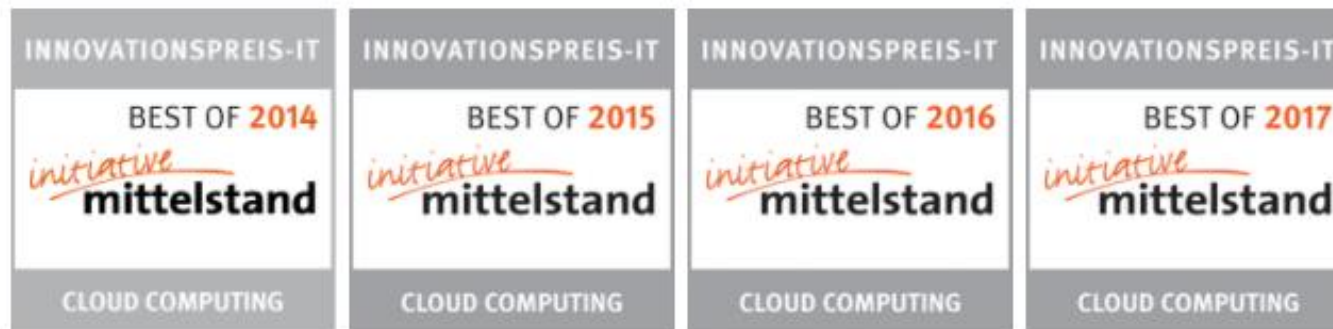 INNOVATIONSPREIS-IT
BEST OF 2014
initiative
mittelstand
CLOUD COMPUTING
INNOVATIONSPREIS-IT
BEST OF 2015
initiative
mittelstand
CLOUD COMPUTING
INNOVATIONSPREIS-IT
BEST OF 2016
initiative
mittelstand
CLOUD COMPUTING
INNOVATIONSPREIS-IT
BEST OF 2017
initiative
mittelstand
CLOUD COMPUTING